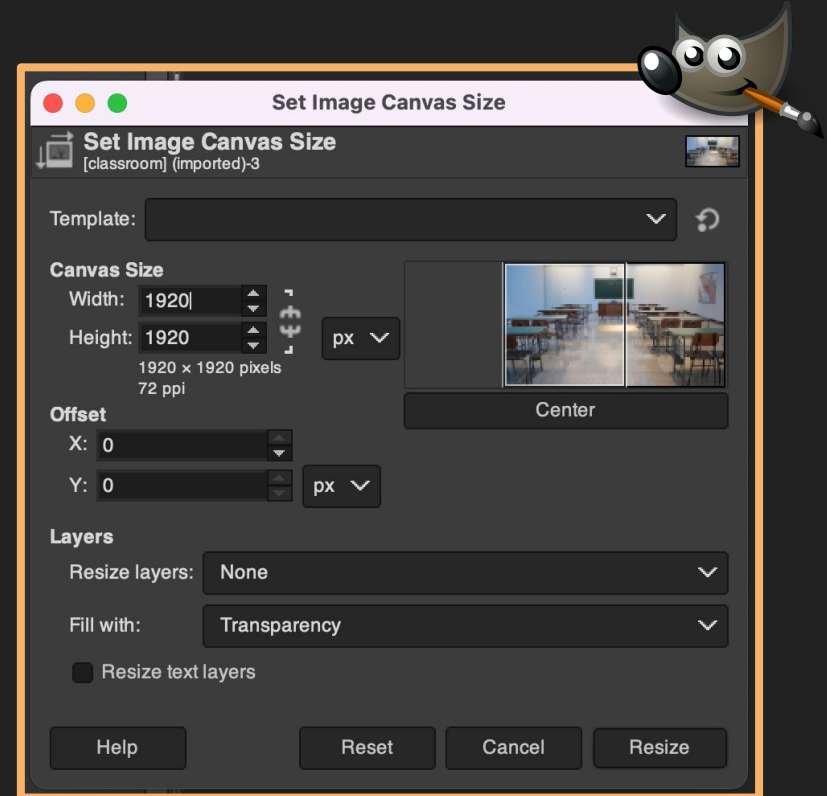 Set Image Canvas Size
Set Image Canvas Size
[classroom] (imported)-3
Template:
Canvas Size
Width: 1920
Height: 1920 px
1920 × 1920 pixels
72 ppi
Center
Offset
X: 0
Y: 0 px
Layers
Resize layers: None
Fill with: Transparency
Resize text layers
Help Reset Cancel Resize